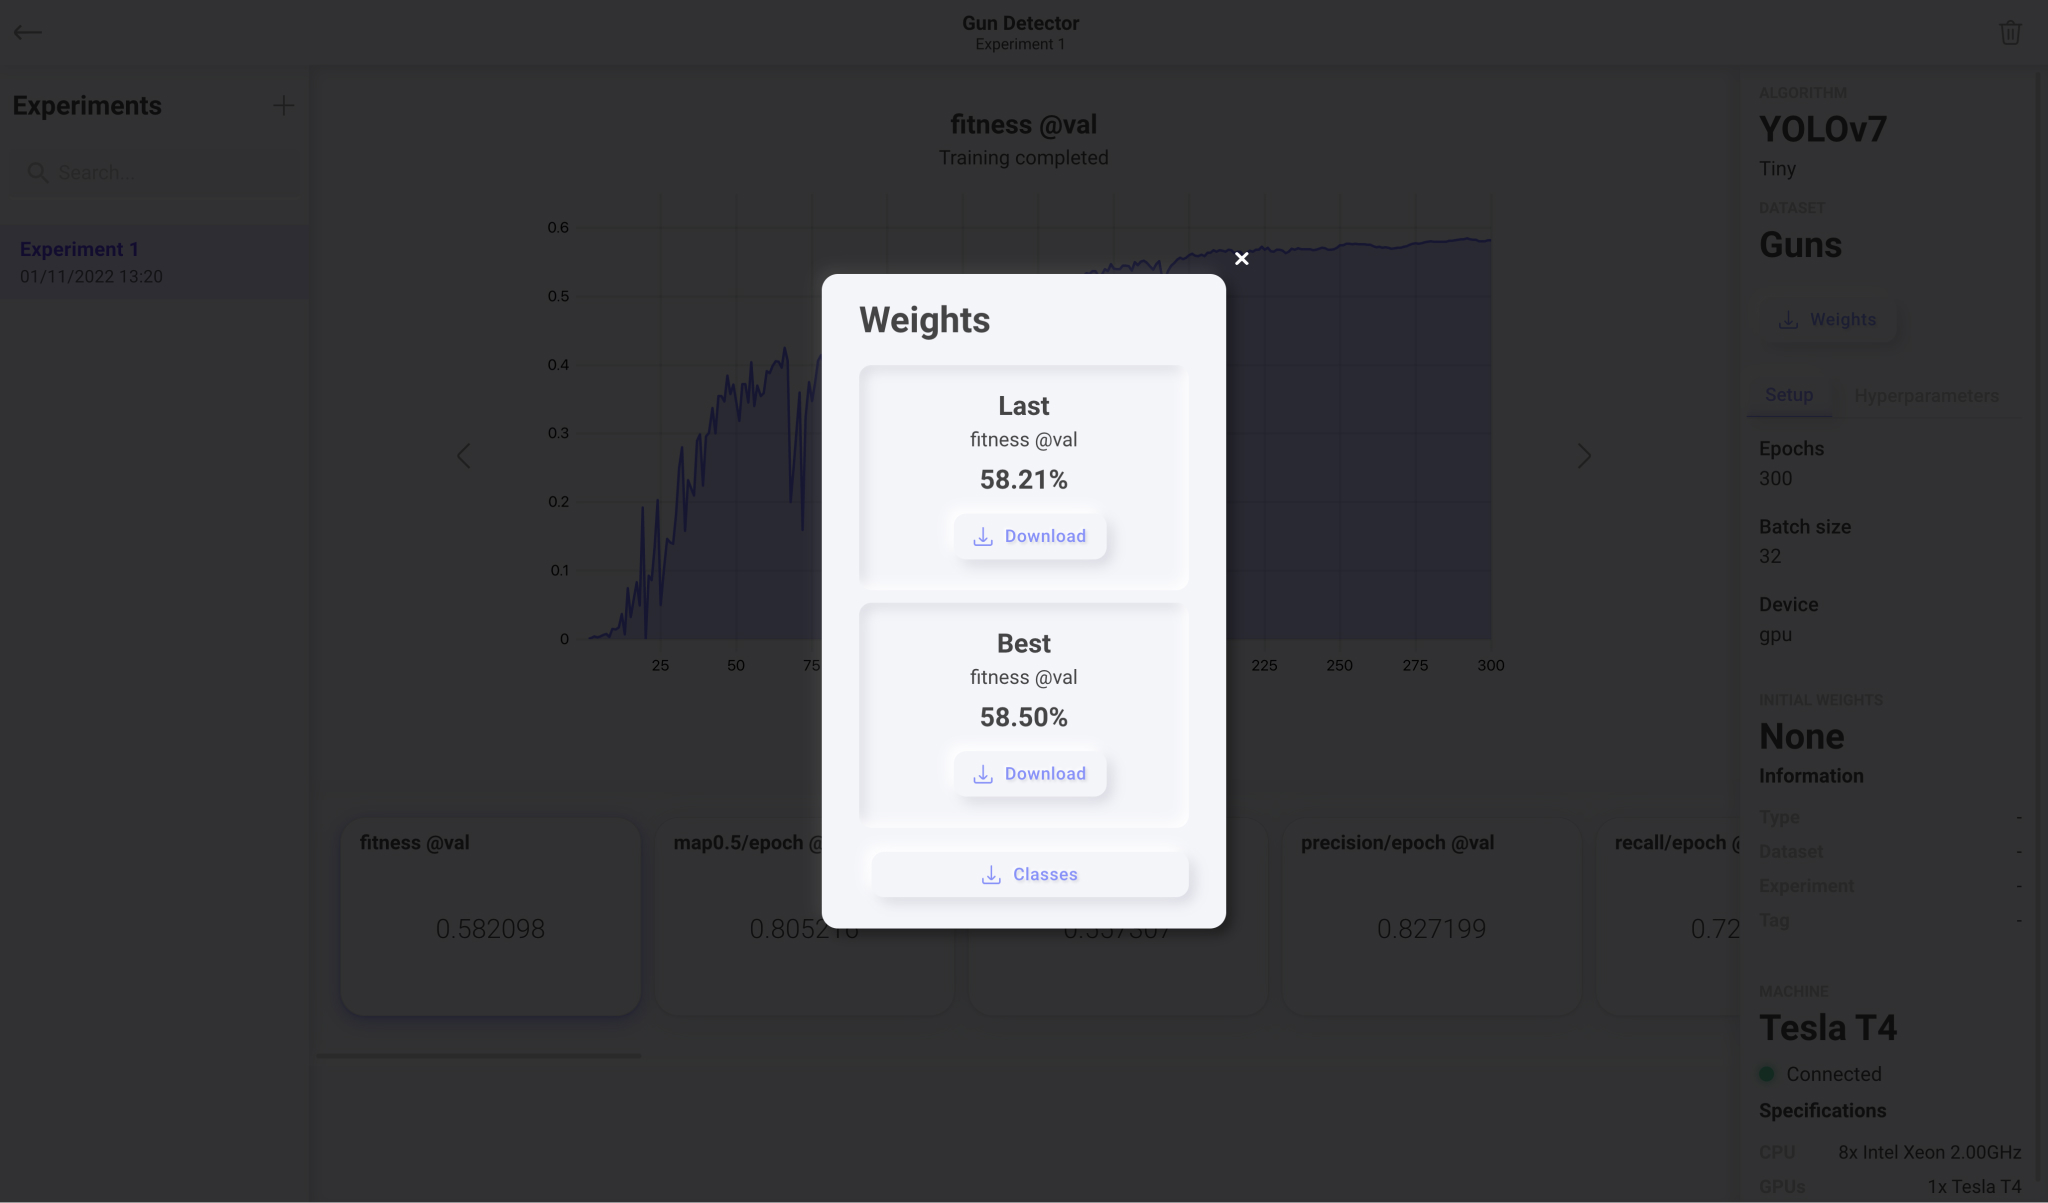 Gun Detector
Experiment 1
Experiments
Search...
Experiment 1
01/11/2022 13:20
fitness @val
Training completed
0.6
0.5
0.4
0.3
0.2
0.1
0
25 50 75 225 250 275 300
Weights
Last
fitness @val
58.21%
Download
Best
fitness @val
58.50%
Download
Classes
fitness @val
0.582098
map0.5/epoch @
precision/epoch @val
0.827199
recall/epoch
0.72
ALGORITHM
YOLOv7
Tiny
DATASET
Guns
Weights
Setup Hyperparameters
Epochs
300
Batch size
32
Device
gpu
INITIAL WEIGHTS
None
Information
Type -
Dataset -
Experiment -
Tag -
MACHINE
Tesla T4
Connected
Specifications
CPU 8x Intel Xeon 2.00GHz
GPUs 1x Tesla T4